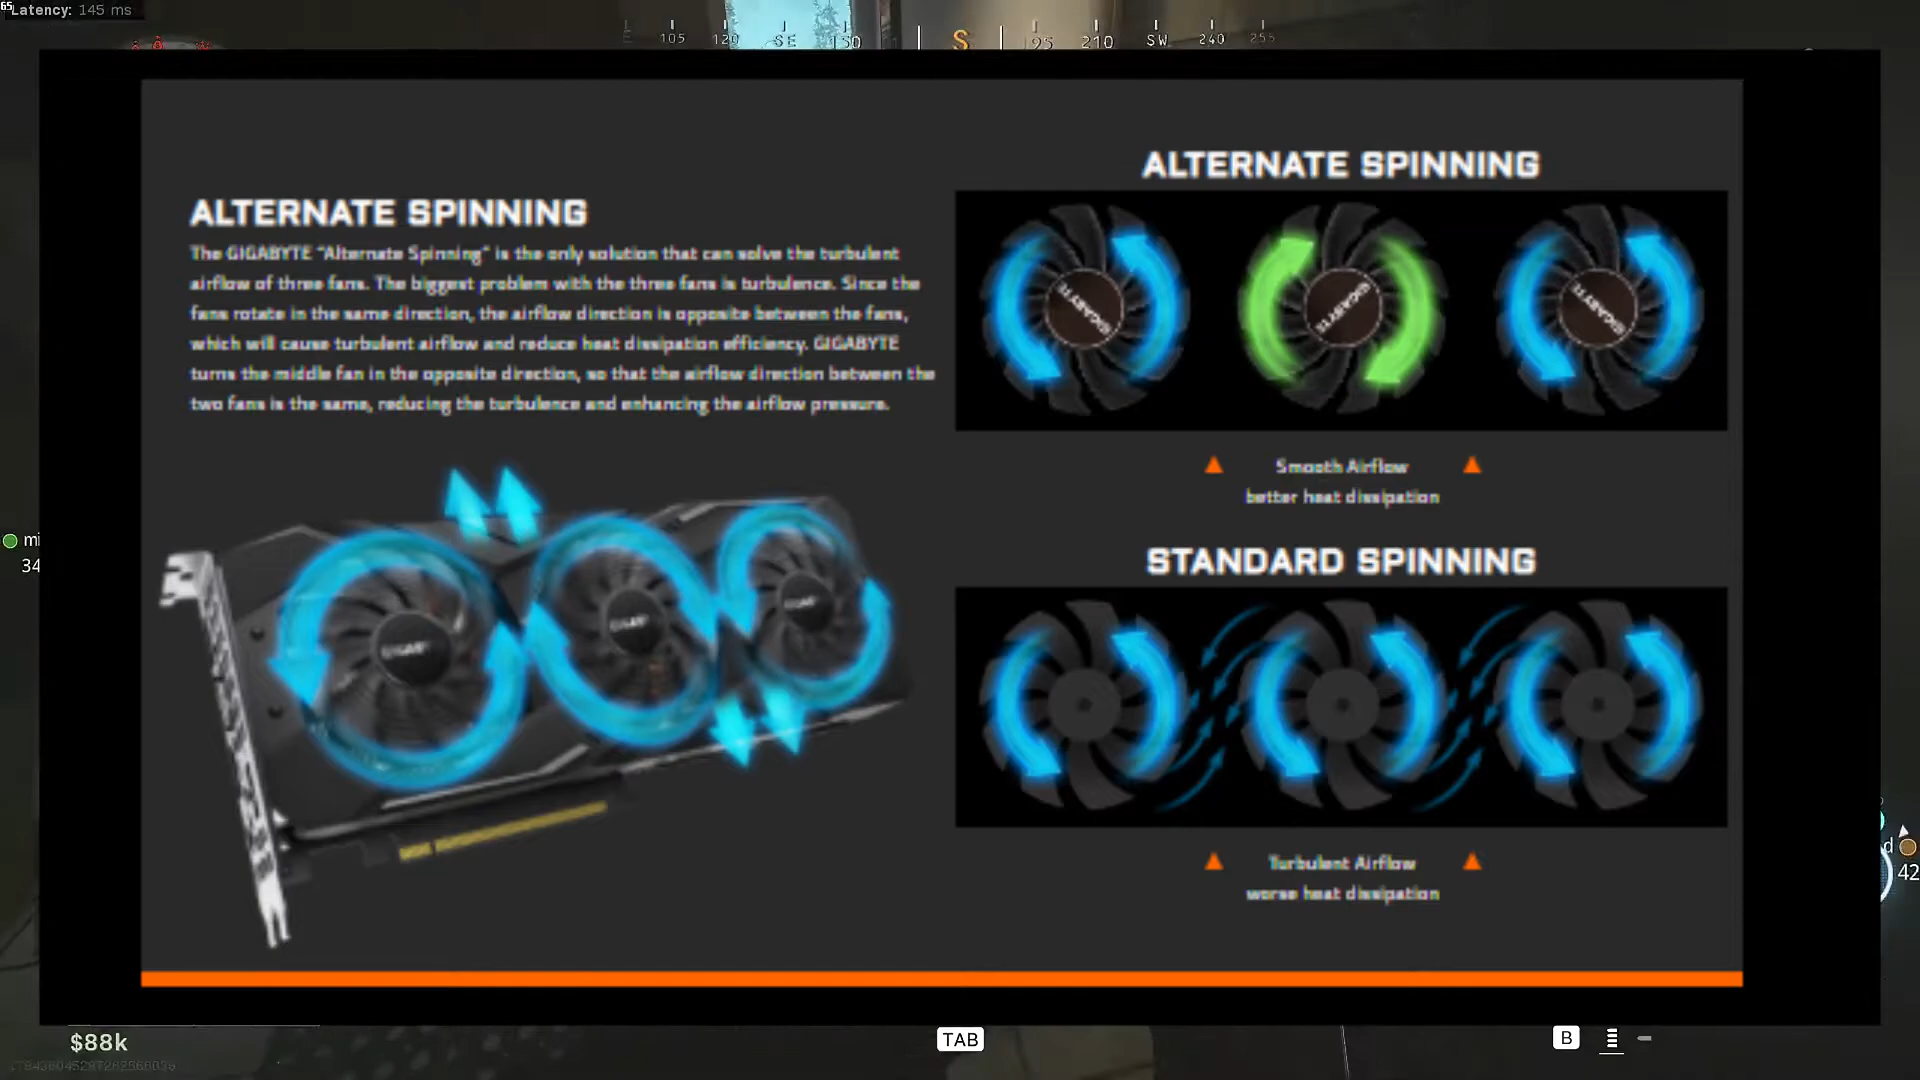 Latency: 145 ms
105 120 SE 150 S 195 210 SW 240 255
ALTERNATE SPINNING
The GIGABYTE "Alternate Spinning" is the only solution that can solve the turbulent
airflow of three fans. The biggest problem with the three fans is turbulence. Since the
fans rotate in the same direction, the airflow direction is opposite between the fans,
which will cause turbulent airflow and reduce heat dissipation efficiency. GIGABYTE
turns the middle fan in the opposite direction, so that the airflow direction between the
two fans is the same, reducing the turbulence and enhancing the airflow pressure.
ALTERNATE SPINNING
GIGABYTE GIGABYTE GIGABYTE
Smooth Airflow
better heat dissipation
STANDARD SPINNING
Turbulent Airflow
worse heat dissipation
mi
34
d
42
$88k
TAB
B